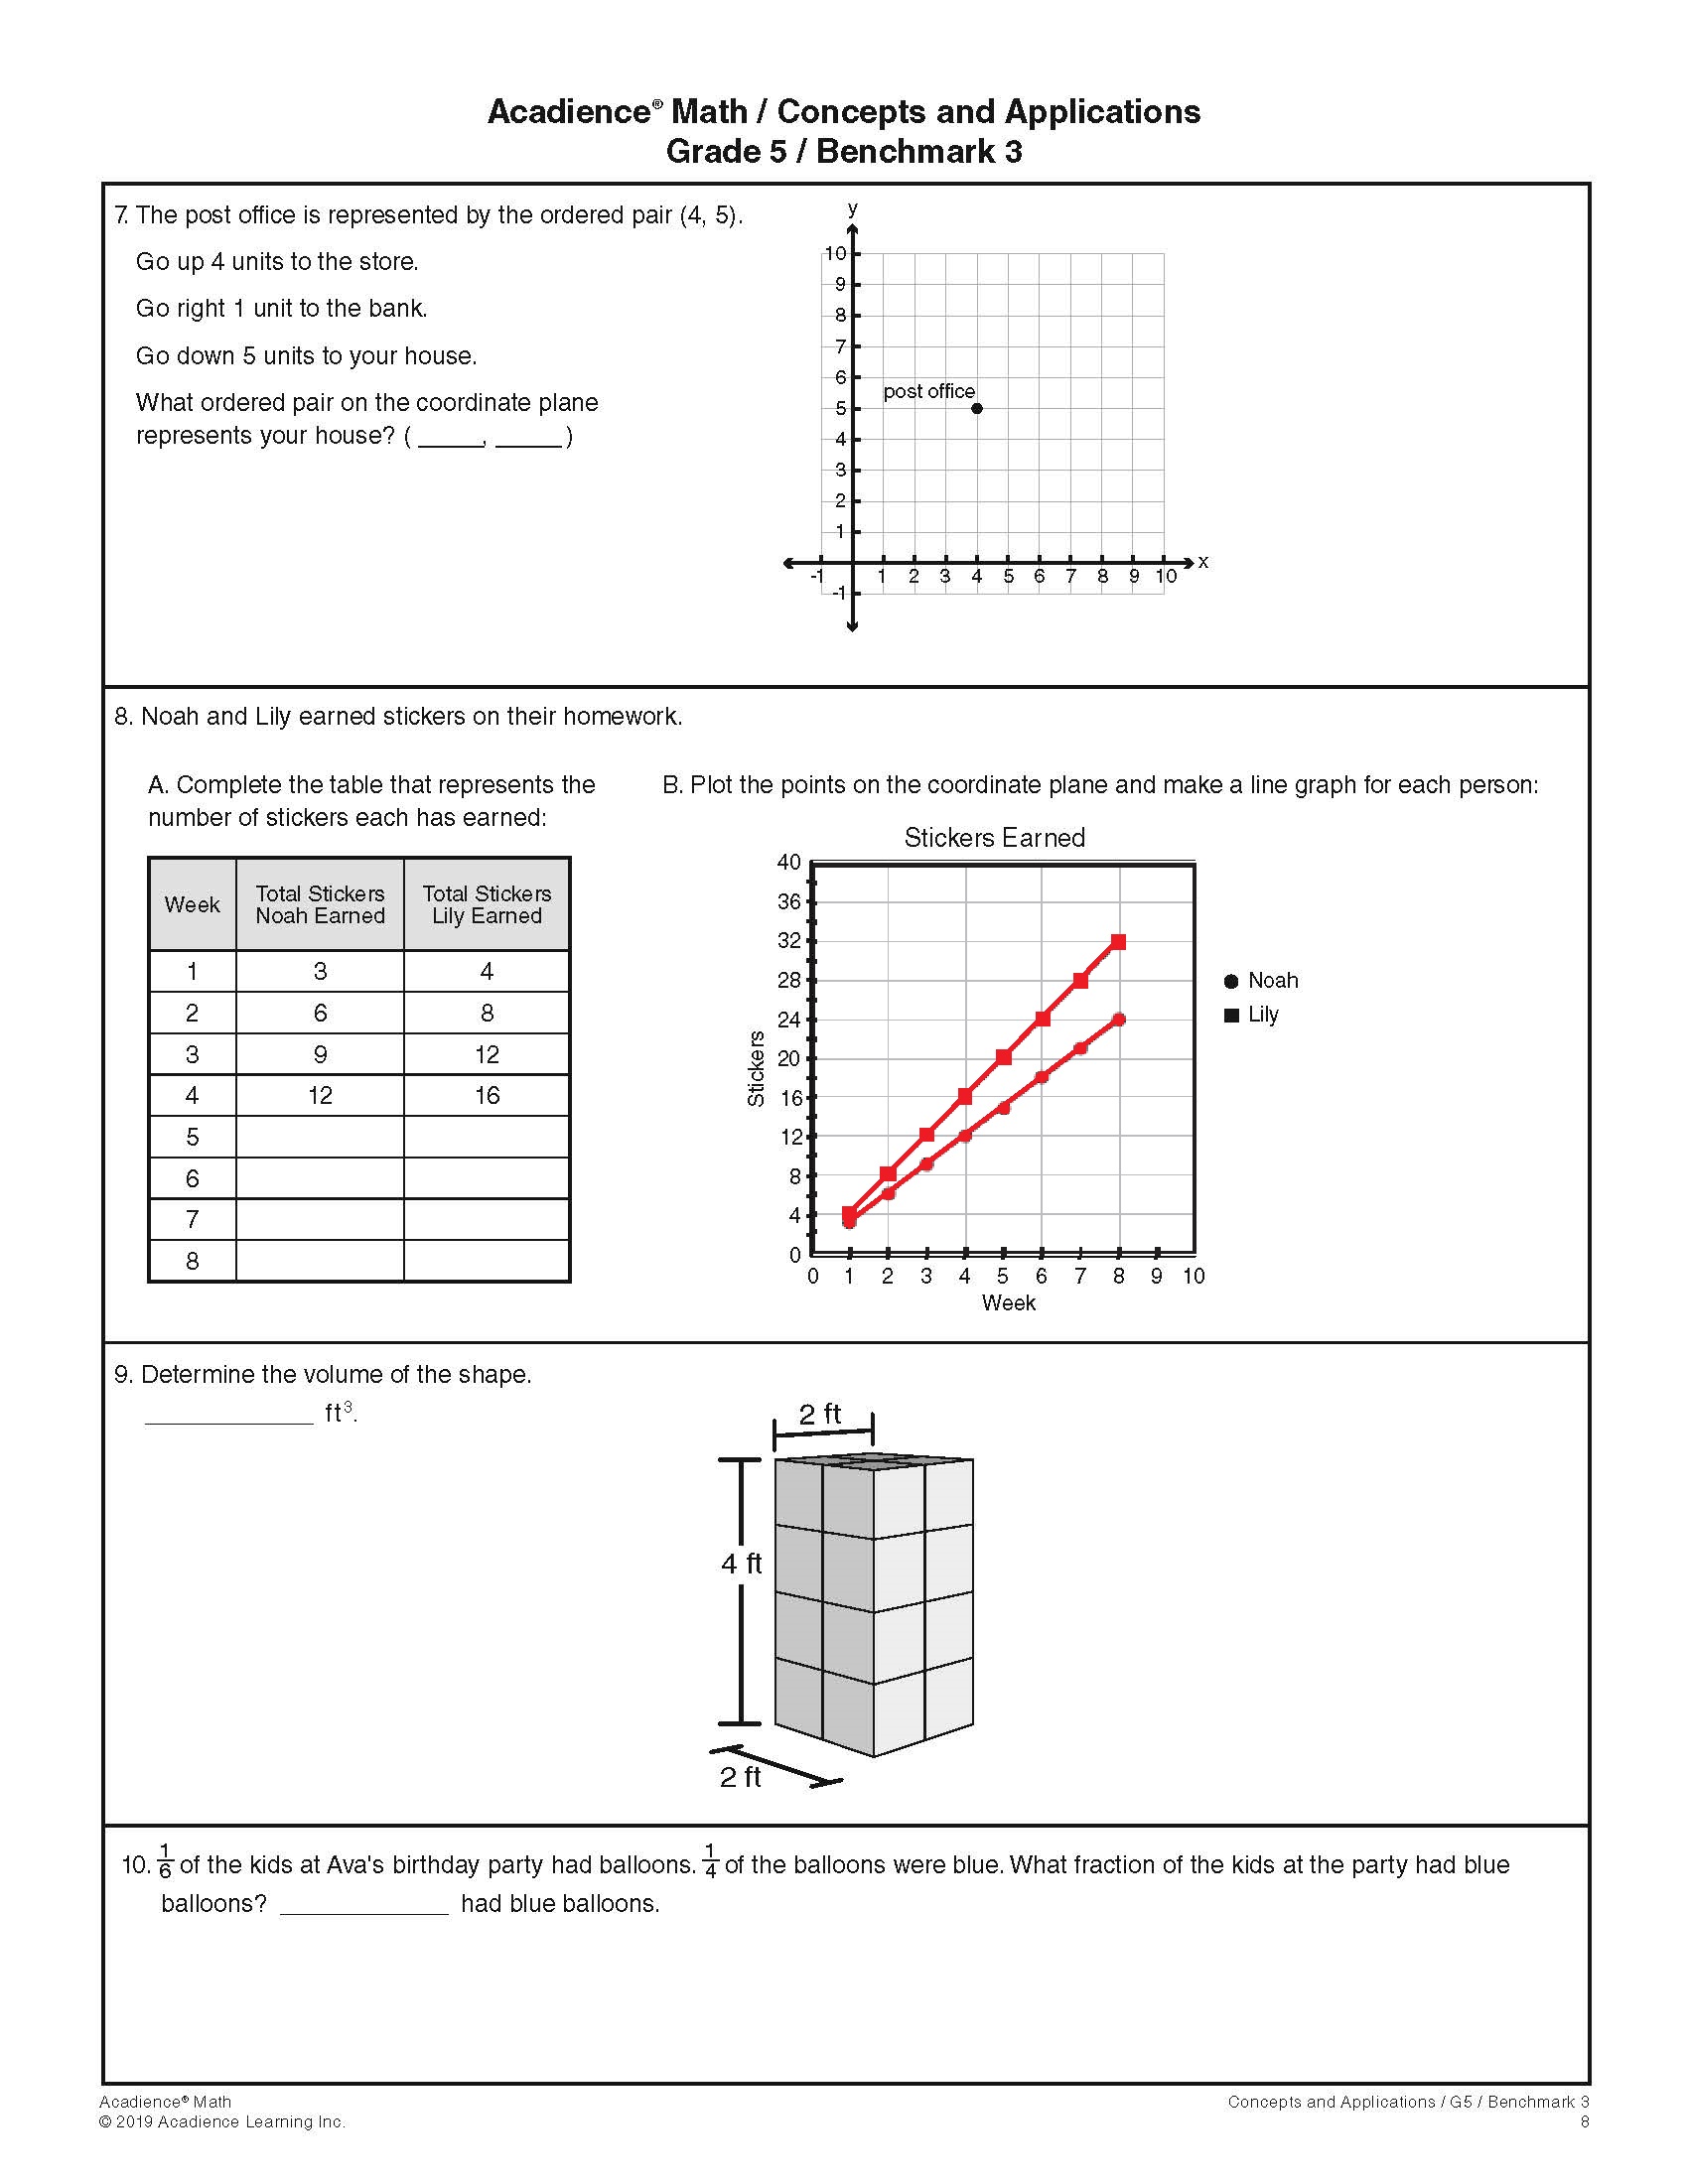 Acadience® Math / Concepts and Applications
Grade 5 / Benchmark 3
7. The post office is represented by the ordered pair (4, 5).
Go up 4 units to the store.
Go right 1 unit to the bank.
Go down 5 units to your house.
What ordered pair on the coordinate plane
represents your house? ( _____, _____ )
y
10
9
8
7
6
post office
5
4
3
2
1
x
-1 1 2 3 4 5 6 7 8 9 10
-1
8. Noah and Lily earned stickers on their homework.
A. Complete the table that represents the
number of stickers each has earned:
Week
Total Stickers
Noah Earned
Total Stickers
Lily Earned
1 3 4
2 6 8
3 9 12
4 12 16
5
6
7
8
B. Plot the points on the coordinate plane and make a line graph for each person:
Stickers Earned
40
36
32
28
24
20
16
12
8
4
0
Stickers
0 1 2 3 4 5 6 7 8 9 10
Week
Noah
Lily
9. Determine the volume of the shape.
_____________ ft³.
2 ft
4 ft
2 ft
10. 1/6 of the kids at Ava's birthday party had balloons. 1/4 of the balloons were blue. What fraction of the kids at the party had blue
balloons? _____________ had blue balloons.
Acadience® Math
© 2019 Acadience Learning Inc.
Concepts and Applications / G5 / Benchmark 3
8